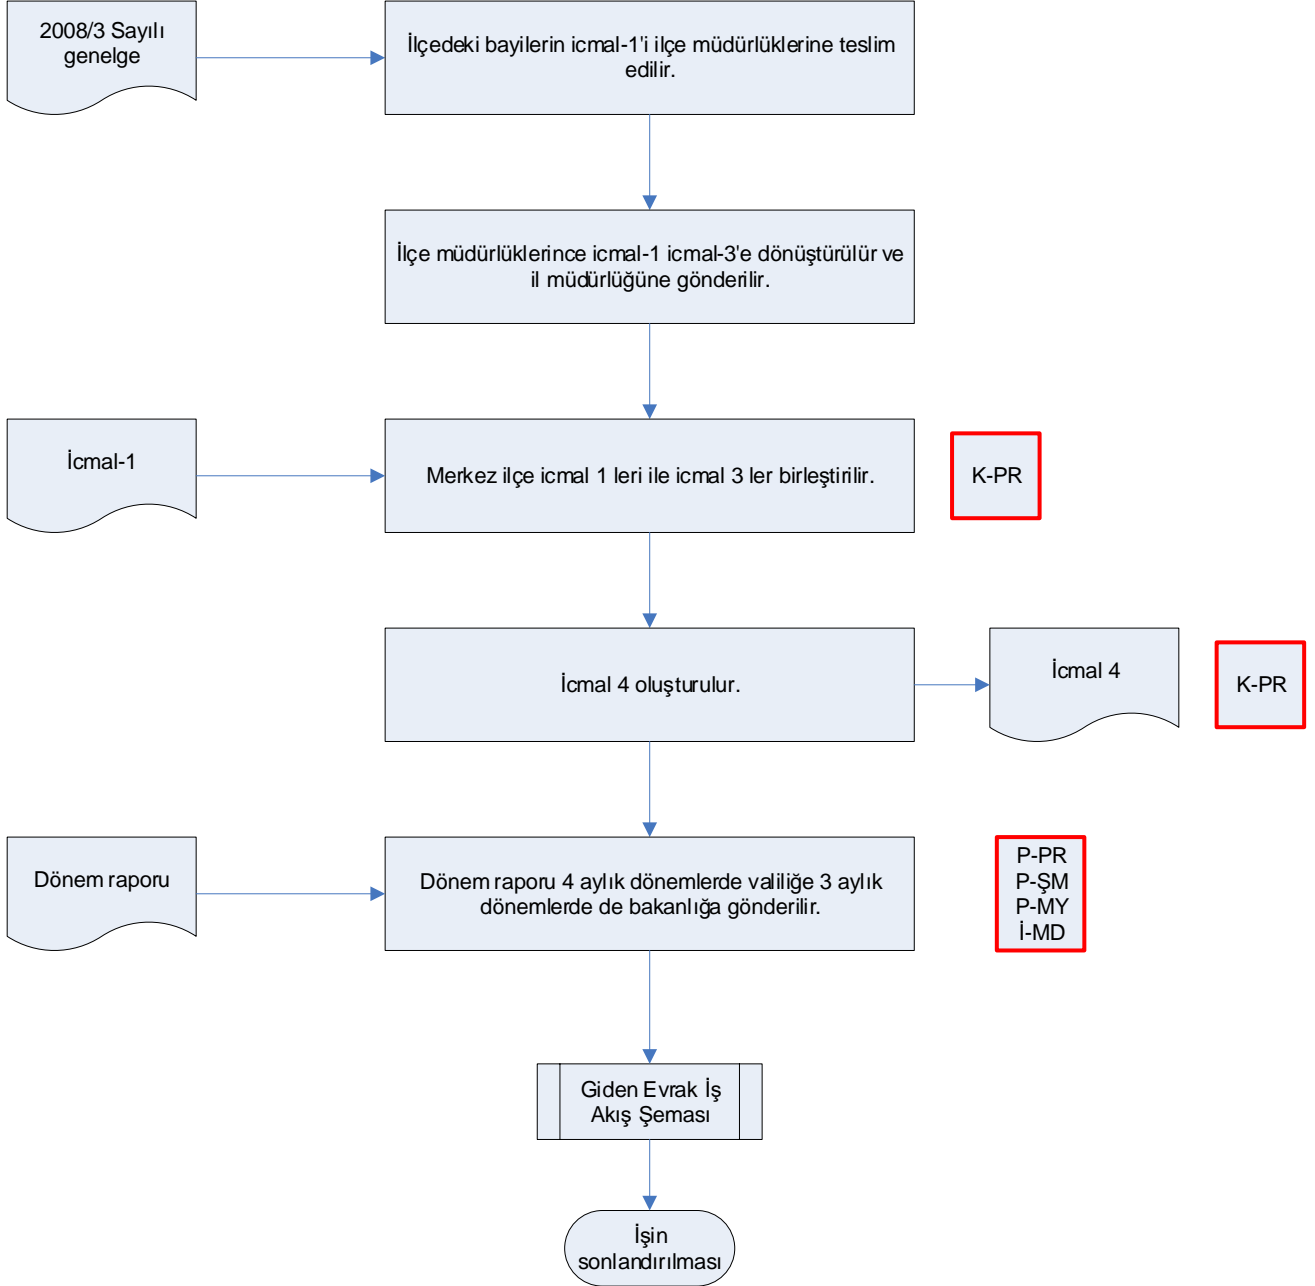 2008/3 Sayılı
genelge
İlçedeki bayilerin icmal-1'i ilçe müdürlüklerine teslim
edilir.
İlçe müdürlüklerince icmal-1 icmal-3'e dönüştürülür ve
il müdürlüğüne gönderilir.
İcmal-1
Merkez ilçe icmal 1 leri ile icmal 3 ler birleştirilir.
K-PR
İcmal 4 oluşturulur.
İcmal 4
K-PR
Dönem raporu
Dönem raporu 4 aylık dönemlerde valiliğe 3 aylık
dönemlerde de bakanlığa gönderilir.
P-PR
P-ŞM
P-MY
İ-MD
Giden Evrak İş
Akış Şeması
İşin
sonlandırılması